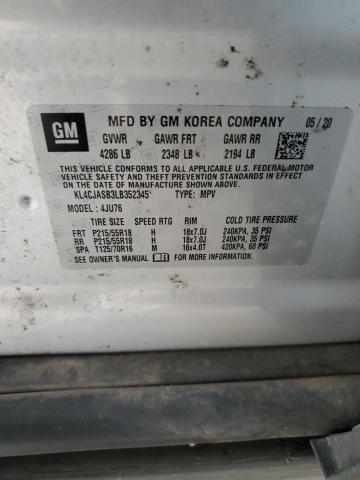 GM
MFD BY GM KOREA COMPANY 05/20
GVWR GAWR FRT GAWR RR
4286 LB 2348 LB 2194 LB
THIS VEHICLE CONFORMS TO ALL APPLICABLE U.S. FEDERAL MOTOR
VEHICLE SAFETY AND THEFT PREVENTION STANDARDS IN EFFECT
ON THE DATE OF MANUFACTURE SHOWN ABOVE.
KL4CJASB3LB352345 TYPE: MPV
MODEL: 4JU76
TIRE SIZE SPEED RTG RIM COLD TIRE PRESSURE
FRT P215/55R18 H 18x7.0J 240KPA, 35 PSI
RR P215/55R18 H 18x7.0J 240KPA, 35 PSI
SPA T125/70R16 M 16x4.0T 420KPA, 60 PSI
SEE OWNER'S MANUAL FOR ADDITIONAL INFORMATION.